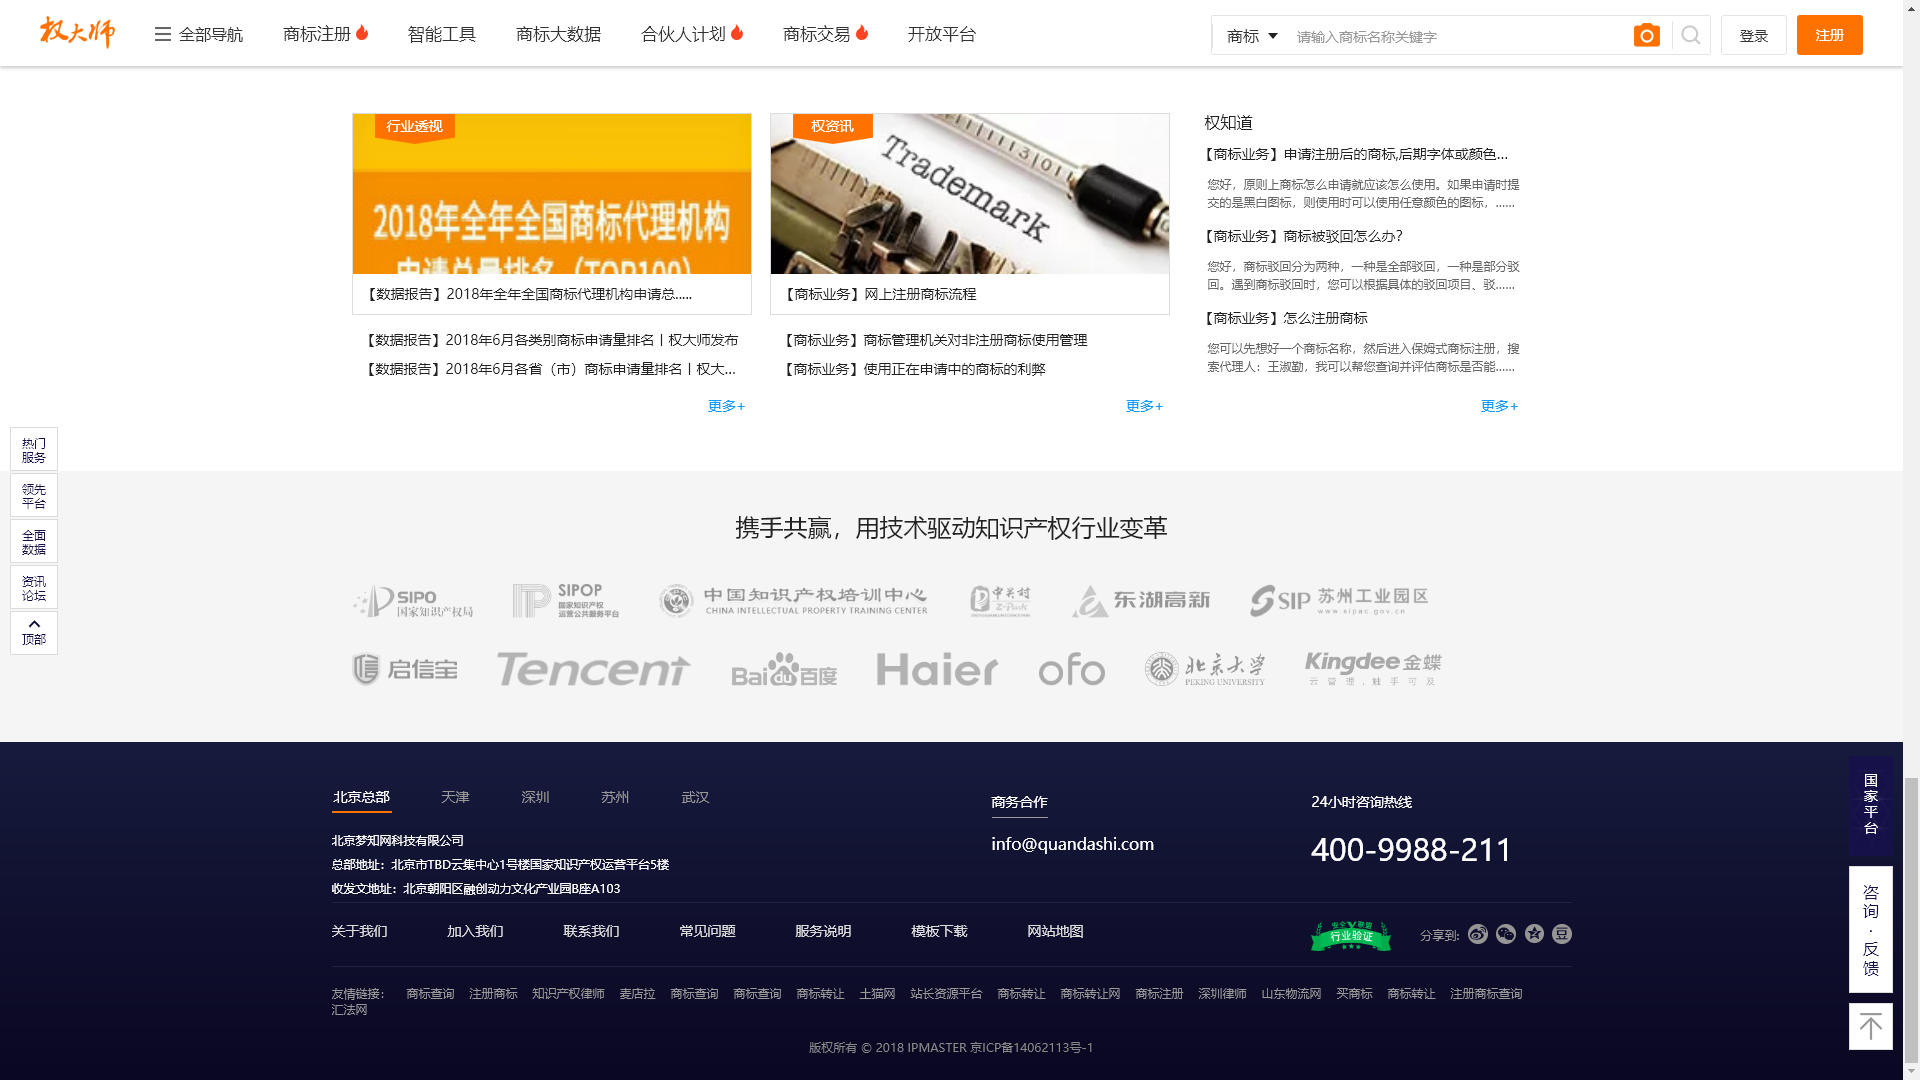 权大师
全部导航
商标注册
智能工具
商标大数据
合伙人计划
商标交易
开放平台
商标
请输入商标名称关键字
登录
注册
行业透视
2018年全年全国商标代理机构
申请总量排名（TOP100）
【数据报告】2018年全年全国商标代理机构申请总.....
【数据报告】2018年6月各类别商标申请量排名丨权大师发布
【数据报告】2018年6月各省（市）商标申请量排名丨权大...
更多+
权资讯
Trademark
【商标业务】网上注册商标流程
【商标业务】商标管理机关对非注册商标使用管理
【商标业务】使用正在申请中的商标的利弊
更多+
权知道
【商标业务】申请注册后的商标,后期字体或颜色...
您好，原则上商标怎么申请就应该怎么使用。如果申请时提
交的是黑白图标，则使用时可以使用任意颜色的图标，......
【商标业务】商标被驳回怎么办?
您好，商标驳回分为两种，一种是全部驳回，一种是部分驳
回。遇到商标驳回时，您可以根据具体的驳回项目、驳......
【商标业务】怎么注册商标
您可以先想好一个商标名称，然后进入保姆式商标注册，搜
索代理人：王淑勤，我可以帮您查询并评估商标是否能......
更多+
热门
服务
领先
平台
全面
数据
资讯
论坛
顶部
携手共赢，用技术驱动知识产权行业变革
SIPO
国家知识产权局
SIPOP
国家知识产权
运营公共服务平台
中国知识产权培训中心
CHINA INTELLECTUAL PROPERTY TRAINING CENTER
中关村
Z-Park
东湖高新
SIP 苏州工业园区
www.sipac.gov.cn
启信宝
Tencent
Baidu百度
Haier
ofo
北京大学
PEKING UNIVERSITY
Kingdee金蝶
云 管 理 ，触 手 可 及
北京总部
天津
深圳
苏州
武汉
北京梦知网科技有限公司
总部地址：北京市TBD云集中心1号楼国家知识产权运营平台5楼
收发文地址：北京朝阳区融创动力文化产业园B座A103
商务合作
info@quandashi.com
24小时咨询热线
400-9988-211
关于我们
加入我们
联系我们
常见问题
服务说明
模板下载
网站地图
安全联盟
行业验证
分享到:
豆
友情链接：
商标查询
注册商标
知识产权律师
麦店拉
商标查询
商标查询
商标转让
土猫网
站长资源平台
商标转让
商标转让网
商标注册
深圳律师
山东物流网
买商标
商标转让
注册商标查询
汇法网
版权所有 © 2018 IPMASTER 京ICP备14062113号-1
国
家
平
台
咨
询
·
反
馈